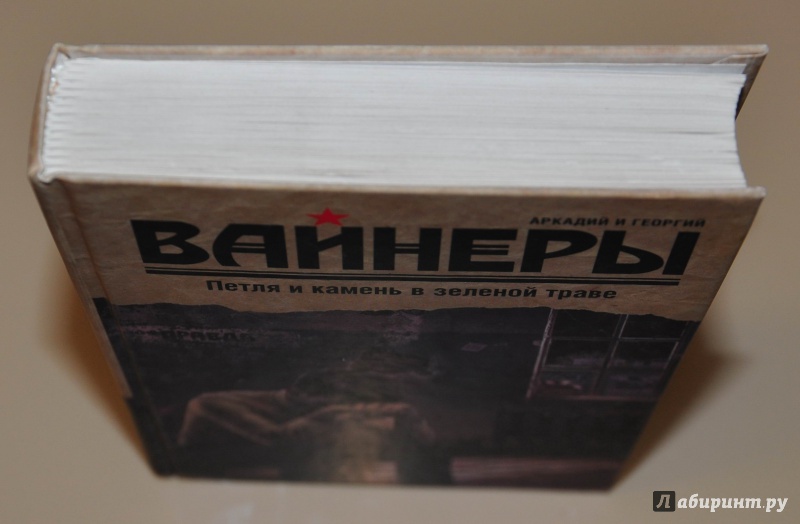 АРКАДИЙ И ГЕОРГИЙ
ВАЙНЕРЫ
Петля и камень в зеленой траве
Лабиринт.ру